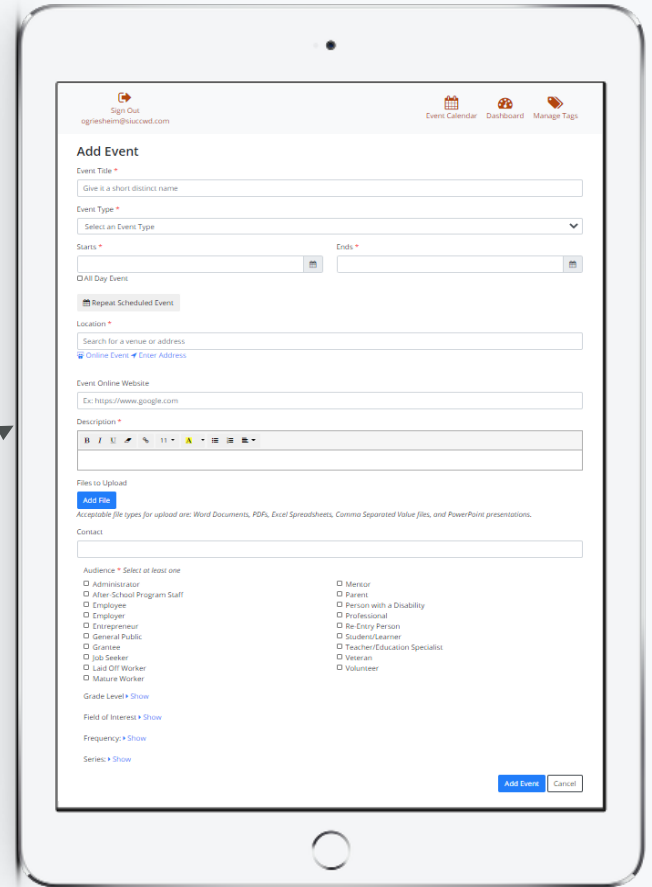 Sign Out
ogriesheim@siuccwd.com
Event Calendar Dashboard Manage Tags
Add Event
Event Title *
Give it a short distinct name
Event Type *
Select an Event Type
Starts *
Ends *
All Day Event
Repeat Scheduled Event
Location *
Search for a venue or address
Online Event Enter Address
Event Online Website
Ex: https://www.google.com
Description *
B I U 11 A
Files to Upload
Add File
Acceptable file types for upload are: Word Documents, PDFs, Excel Spreadsheets, Comma Separated Value files, and PowerPoint presentations.
Contact
Audience * Select at least one
Administrator
After-School Program Staff
Employee
Employer
Entrepreneur
General Public
Grantee
Job Seeker
Laid Off Worker
Mature Worker
Mentor
Parent
Person with a Disability
Professional
Re-Entry Person
Student/Learner
Teacher/Education Specialist
Veteran
Volunteer
Grade Level Show
Field of Interest Show
Frequency: Show
Series: Show
Add Event Cancel